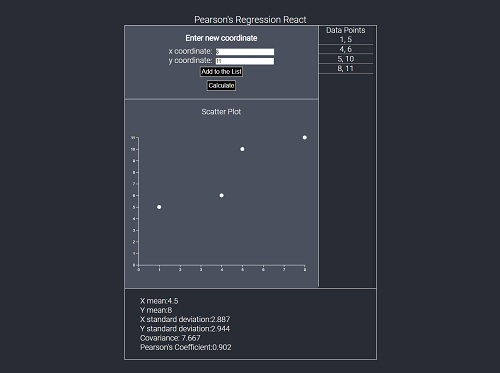 Pearson's Regression React
Enter new coordinate
x coordinate:
y coordinate: 11
Add to the List
Calculate
Data Points
1, 5
4, 6
5, 10
8, 11
Scatter Plot
11
10
9
8
7
6
5
4
3
2
1
0
0 1 2 3 4 5 6 7 8
X mean:4.5
Y mean:8
X standard deviation:2.887
Y standard deviation:2.944
Covariance: 7.667
Pearson's Coefficient:0.902